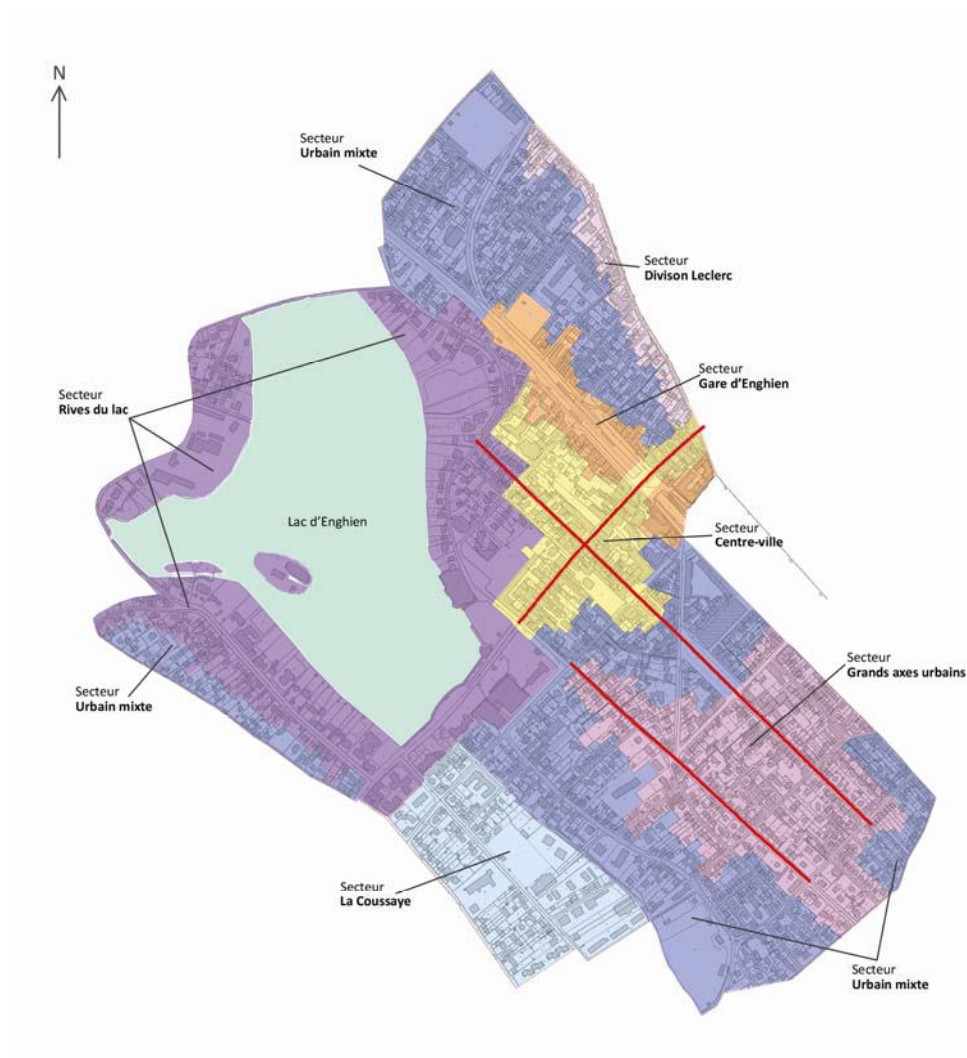 N
Secteur
Urbain mixte
Secteur
Divison Leclerc
Secteur
Gare d'Enghien
Secteur
Rives du lac
Lac d'Enghien
Secteur
Centre-ville
Secteur
Grands axes urbains
Secteur
Urbain mixte
Secteur
La Coussaye
Secteur
Urbain mixte